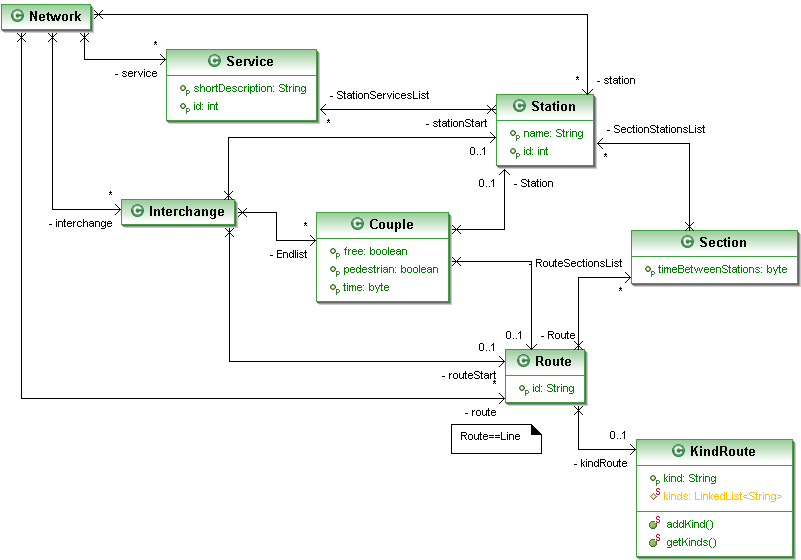 Network
*
- service
Service
shortDescription: String
id: int
*
- station
- StationServicesList
*
Station
name: String
id: int
- stationStart
0..1
- SectionStationsList
*
0..1
- Station
*
- interchange
Interchange
*
- Endlist
Couple
free: boolean
pedestrian: boolean
time: byte
Section
timeBetweenStations: byte
- RouteSectionsList
*
0..1
- Route
0..1
- routeStart
*
- route
Route
id: String
Route==Line
0..1
- kindRoute
KindRoute
kind: String
kinds: LinkedList<String>
addKind()
getKinds()